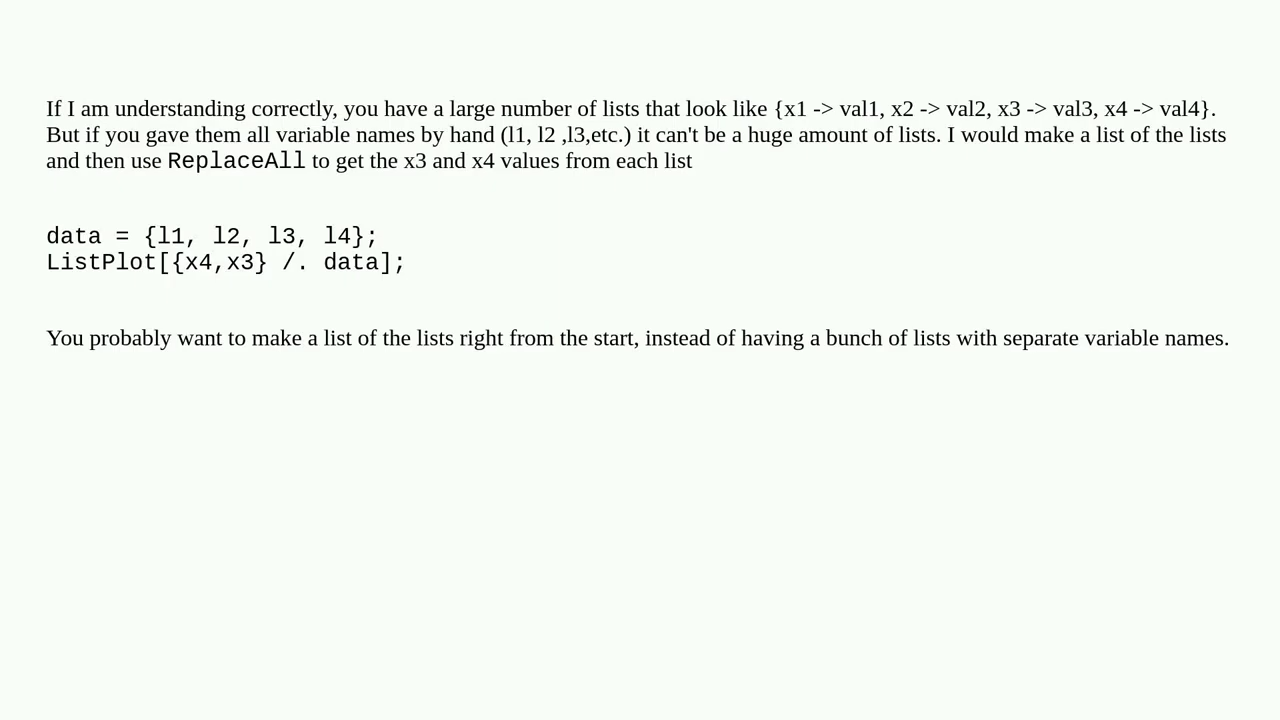 If I am understanding correctly, you have a large number of lists that look like {x1 -> val1, x2 -> val2, x3 -> val3, x4 -> val4}.
But if you gave them all variable names by hand (l1, l2 ,l3,etc.) it can't be a huge amount of lists. I would make a list of the lists
and then use ReplaceAll to get the x3 and x4 values from each list
data = {l1, l2, l3, l4};
ListPlot[{x4,x3} /. data];
You probably want to make a list of the lists right from the start, instead of having a bunch of lists with separate variable names.